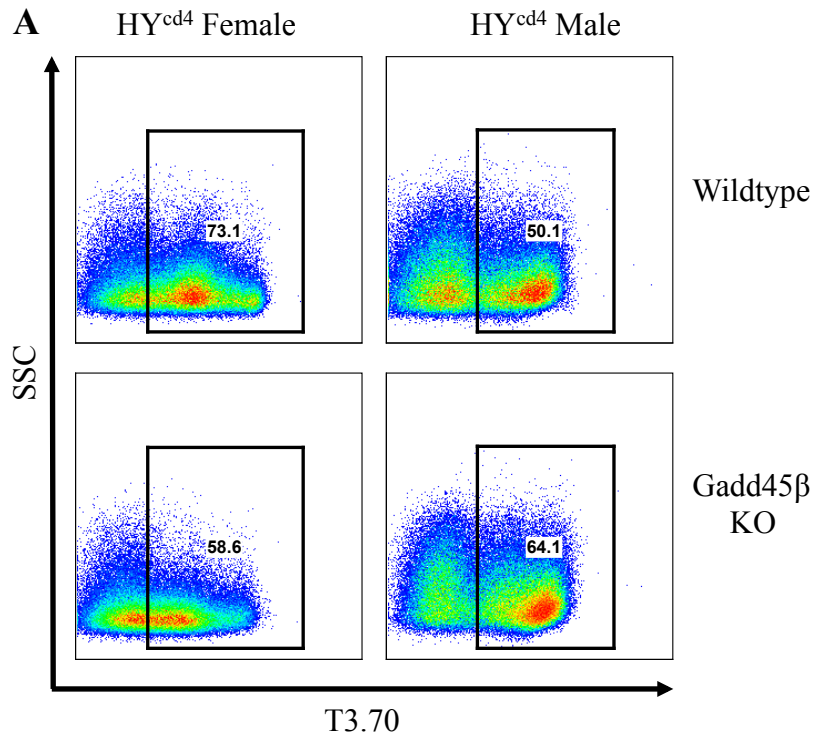 A
HYcd4 Female
HYcd4 Male
73.1
50.1
Wildtype
SSC
58.6
64.1
Gadd45β
KO
T3.70